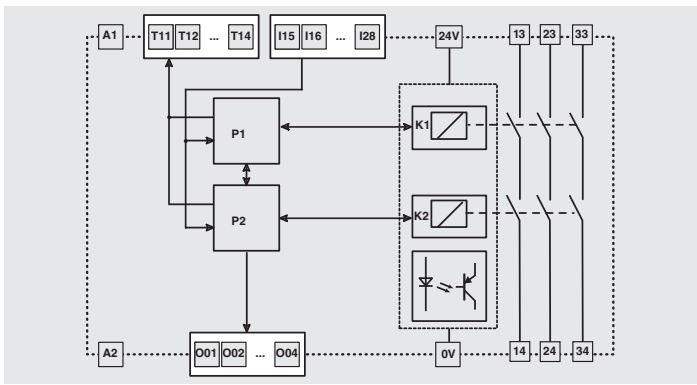 A1 T11 T12 ... T14 I15 I16 ... I28 24V 13 23 33
P1 K1
P2 K2
A2 O01 O02 ... O04 0V 14 24 34